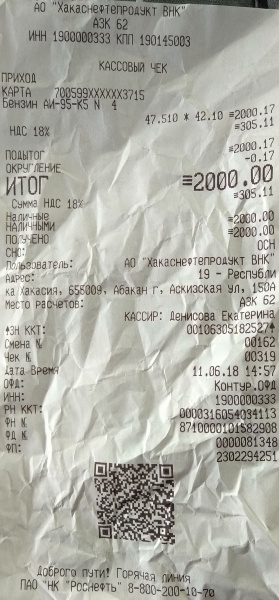 АО "Хакаснефтепродукт ВНК"
АЗК 62
ИНН 1900000333 КПП 190145003
КАССОВЫЙ ЧЕК
ПРИХОД
КАРТА 700599XXXXXX3715
Бензин АИ-95-К5 N 4
47.510 * 42.10 ≡2000.17
НДС 18% ≡305.11
ПОДЫТОГ ≡2000.17
ОКРУГЛЕНИЕ -0.17
ИТОГ ≡2000.00
Сумма НДС 18% ≡305.11
Наличные ≡2000.00
НАЛИЧНЫМИ ≡2000.00
ПОЛУЧЕНО
СНО: ОСН
Пользователь: АО "Хакаснефтепродукт ВНК"
Адрес: 19 - Республи
ка Хакасия, 655009, Абакан г, Аскизская ул, 150А
Место расчетов: АЗК 62
КАССИР: Денисова Екатерина
*ЗН ККТ: 00106305182527*
Смена № 00162
Чек № 00319
Дата Время 11.06.18 14:57
ОФД: Контур.ОФД
ИНН: 1900000333
РН ККТ: 0000316054034113
ФН № 8710000101582908
ФД № 0000081348
ФП: 2302294251
Доброго пути! Горячая линия
ПАО "НК "Роснефть" 8-800-200-10-70